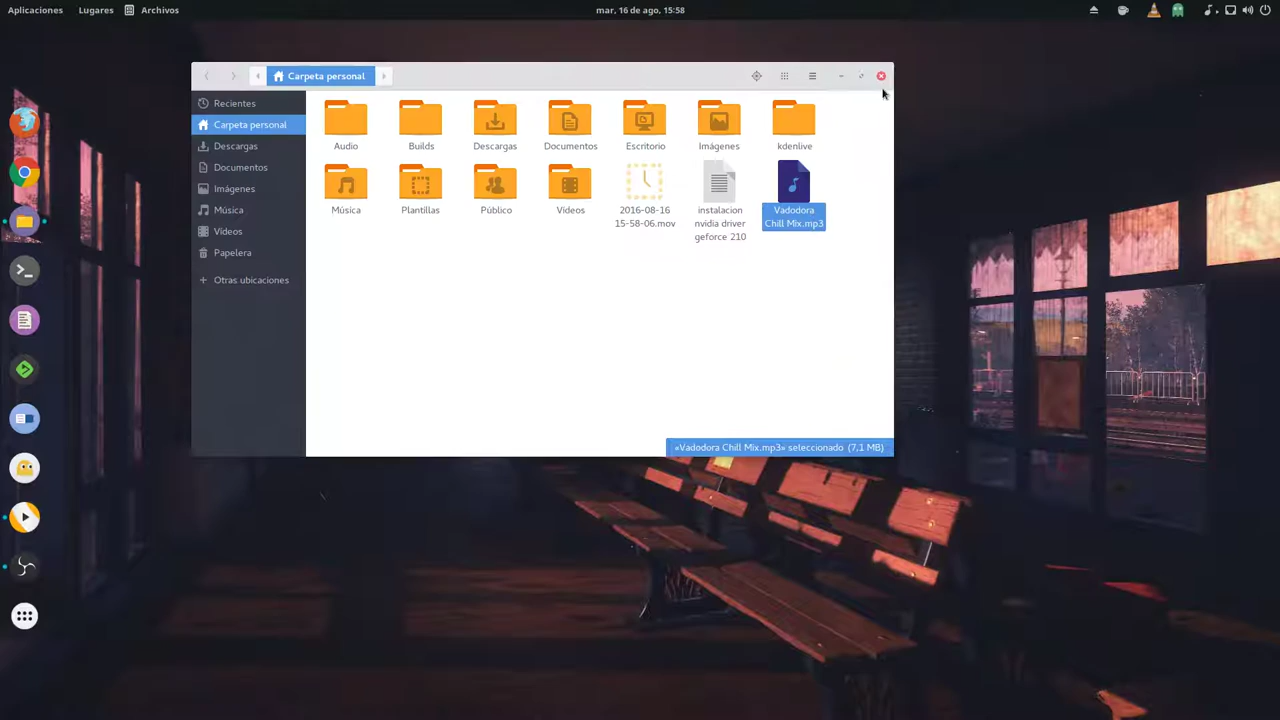 Aplicaciones Lugares Archivos mar, 16 de ago, 15:58
Carpeta personal
Recientes
Carpeta personal
Descargas
Documentos
Imágenes
Música
Vídeos
Papelera
+ Otras ubicaciones
Audio Builds Descargas Documentos Escritorio Imágenes kdenlive
Música Plantillas Público Vídeos
2016-08-16
15-58-06.mov
instalacion
nvidia driver
geforce 210
Vadodora
Chill Mix.mp3
«Vadodora Chill Mix.mp3» seleccionado (7,1 MB)